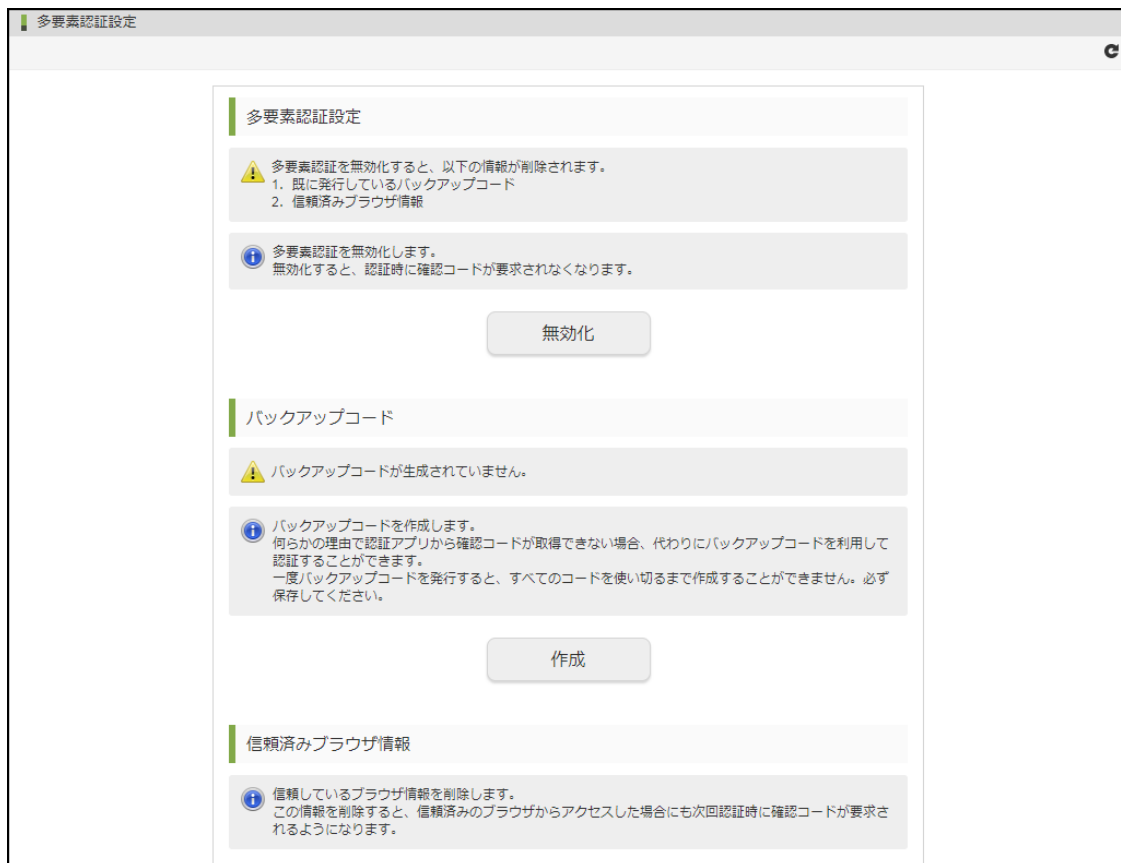 多要素認証設定
多要素認証設定
多要素認証を無効化すると、以下の情報が削除されます。
1. 既に発行しているバックアップコード
2. 信頼済みブラウザ情報
多要素認証を無効化します。
無効化すると、認証時に確認コードが要求されなくなります。
無効化
バックアップコード
バックアップコードが生成されていません。
バックアップコードを作成します。
何らかの理由で認証アプリから確認コードが取得できない場合、代わりにバックアップコードを利用して
認証することができます。
一度バックアップコードを発行すると、すべてのコードを使い切るまで作成することができません。必ず
保存してください。
作成
信頼済みブラウザ情報
信頼しているブラウザ情報を削除します。
この情報を削除すると、信頼済みのブラウザからアクセスした場合にも次回認証時に確認コードが要求さ
れるようになります。